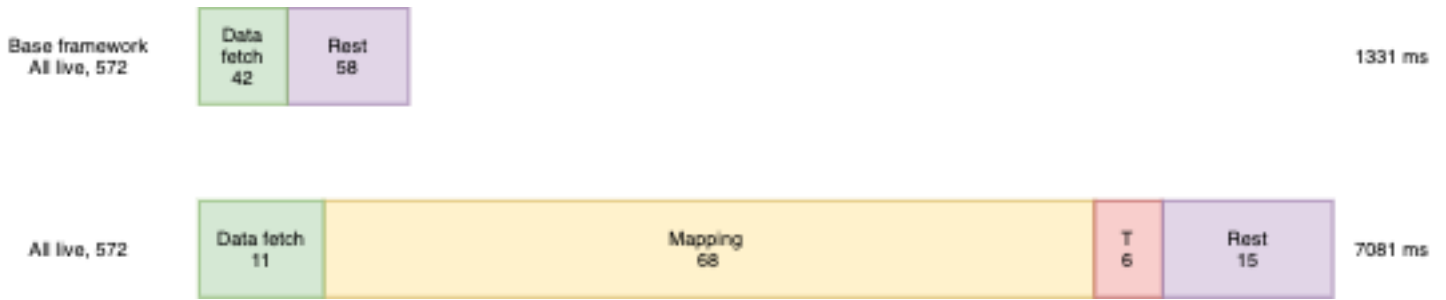 Base framework
All live, 572
Data
fetch
42
Rest
58
1331 ms
All live, 572
Data fetch
11
Mapping
68
T
6
Rest
15
7081 ms